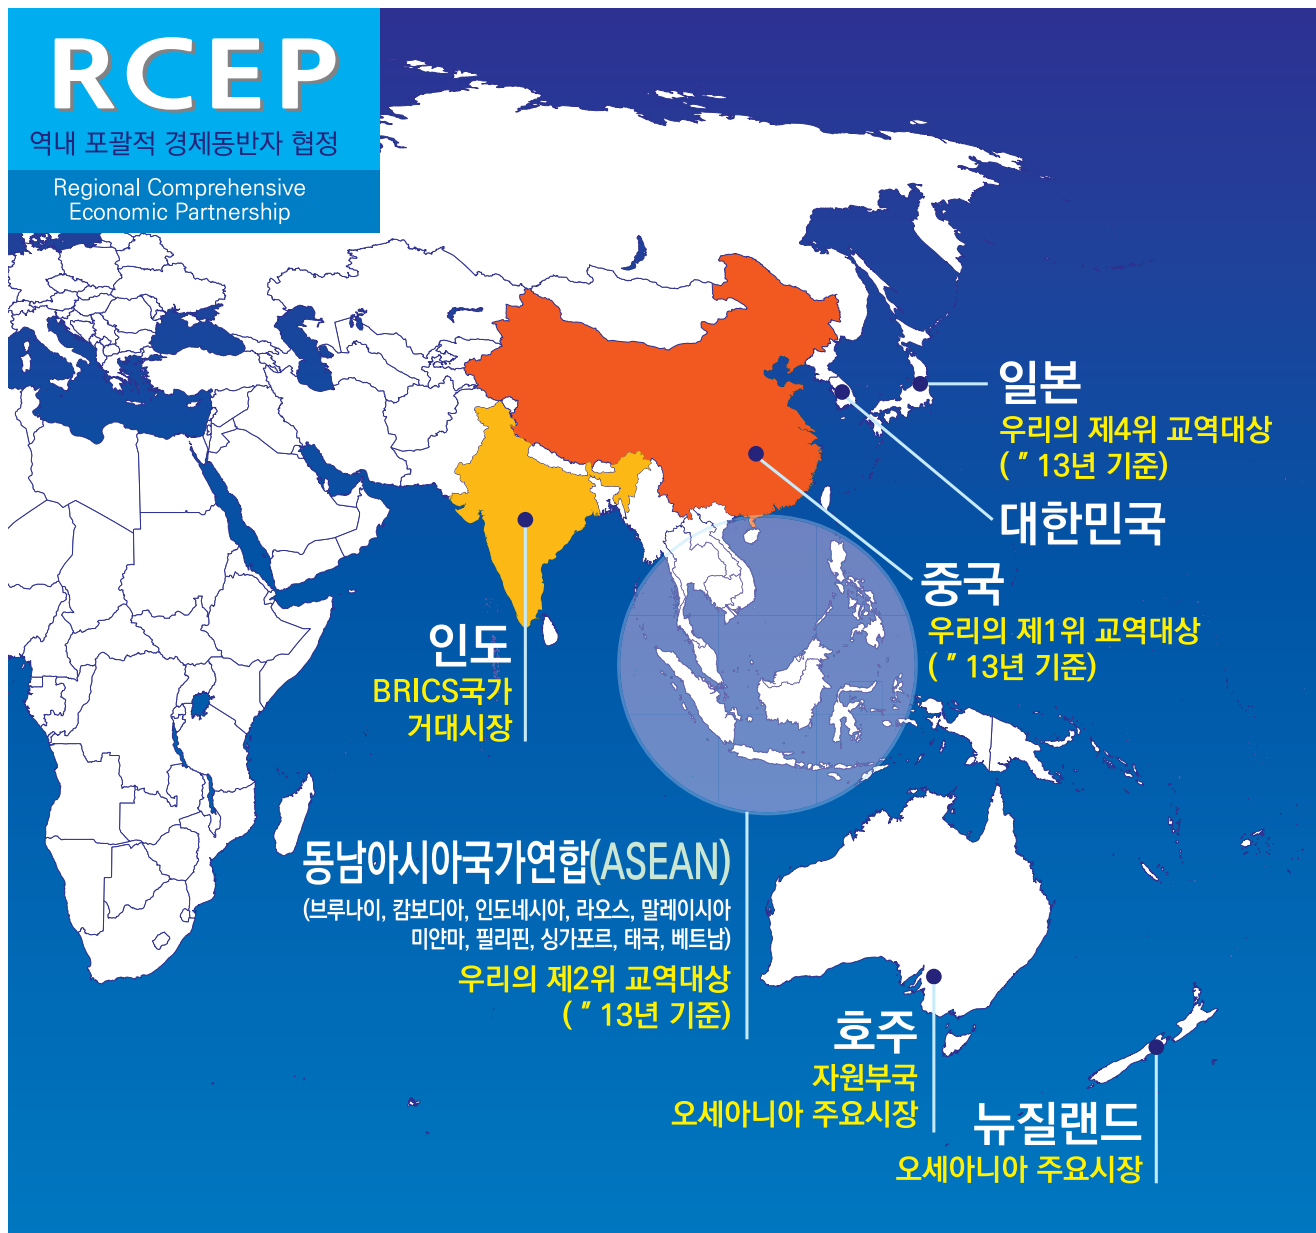 RCEP
역내 포괄적 경제동반자 협정
Regional Comprehensive
Economic Partnership
일본
우리의 제4위 교역대상
( ″ 13년 기준)
대한민국
중국
우리의 제1위 교역대상
( ″ 13년 기준)
인도
BRICS국가
거대시장
동남아시아국가연합(ASEAN)
(브루나이, 캄보디아, 인도네시아, 라오스, 말레이시아
미얀마, 필리핀, 싱가포르, 태국, 베트남)
우리의 제2위 교역대상
( ″ 13년 기준)
호주
자원부국
오세아니아 주요시장
뉴질랜드
오세아니아 주요시장